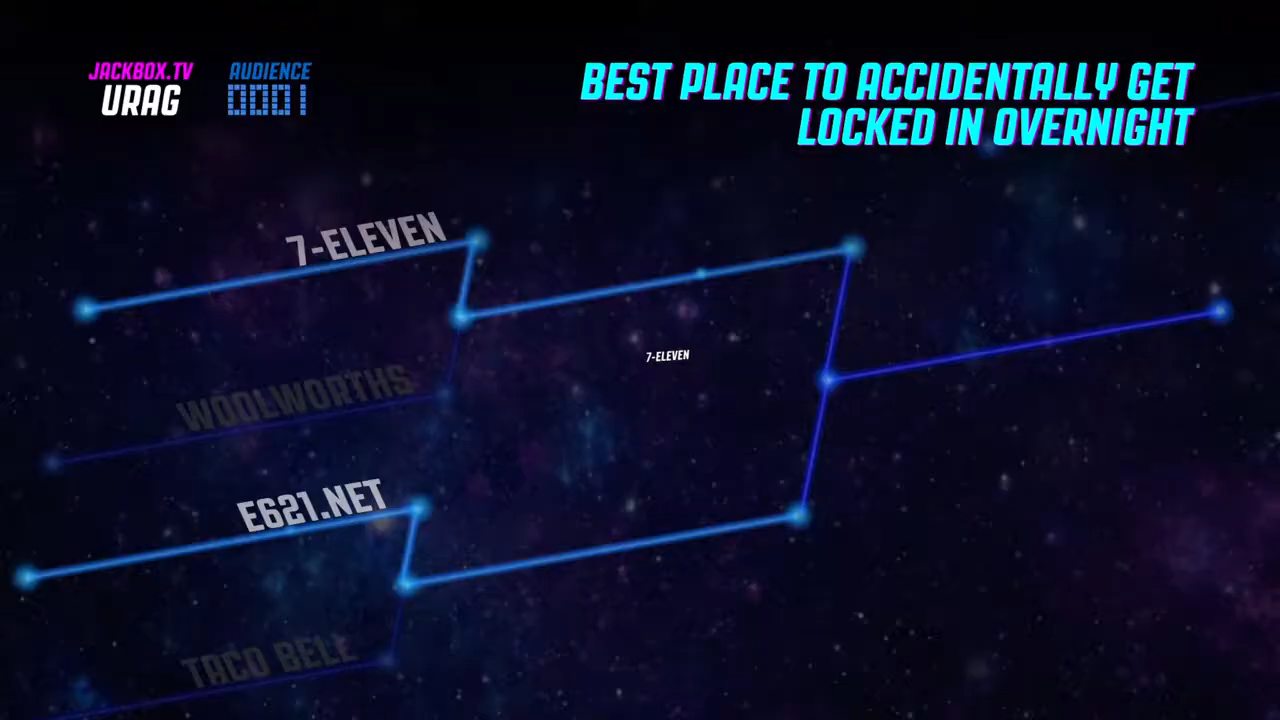 JACKBOX.TV
URAG
AUDIENCE
0001
BEST PLACE TO ACCIDENTALLY GET
LOCKED IN OVERNIGHT
7-ELEVEN
7-ELEVEN
WOOLWORTHS
E621.NET
TACO BELL